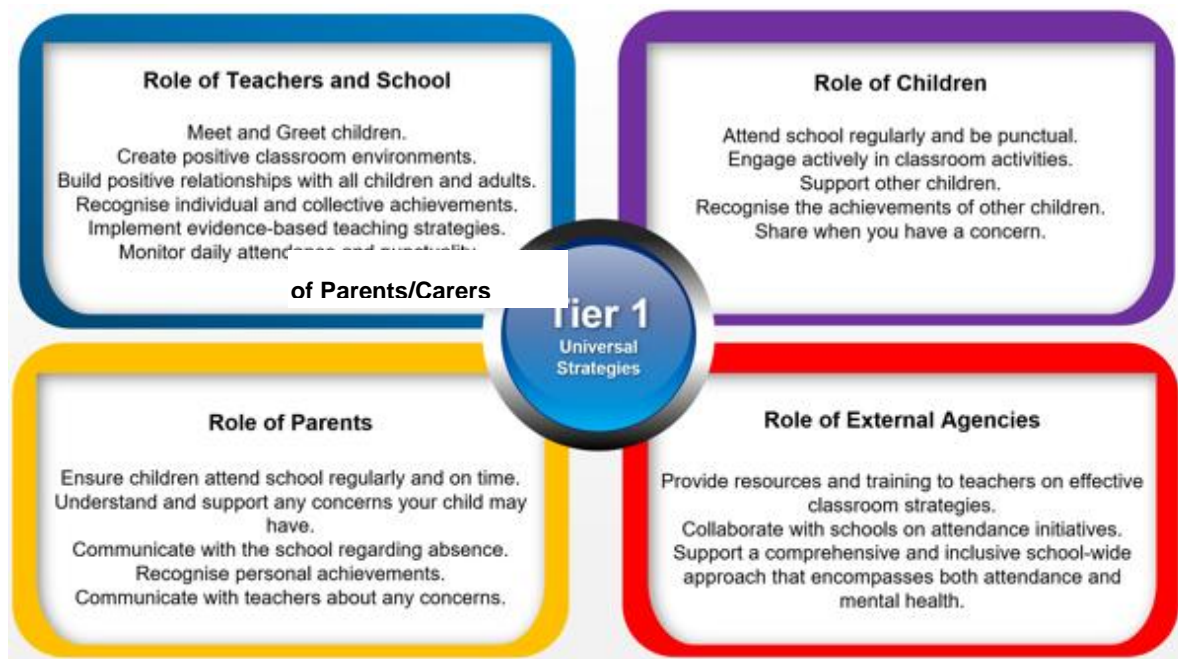 Role of Teachers and School
Meet and Greet children.
Create positive classroom environments.
Build positive relationships with all children and adults.
Recognise individual and collective achievements.
Implement evidence-based teaching strategies.
Monitor daily attendance and punctuality.
of Parents/Carers
Role of Children
Attend school regularly and be punctual.
Engage actively in classroom activities.
Support other children.
Recognise the achievements of other children.
Share when you have a concern.
Tier 1
Universal
Strategies
Role of Parents
Ensure children attend school regularly and on time.
Understand and support any concerns your child may
have.
Communicate with the school regarding absence.
Recognise personal achievements.
Communicate with teachers about any concerns.
Role of External Agencies
Provide resources and training to teachers on effective
classroom strategies.
Collaborate with schools on attendance initiatives.
Support a comprehensive and inclusive school-wide
approach that encompasses both attendance and
mental health.